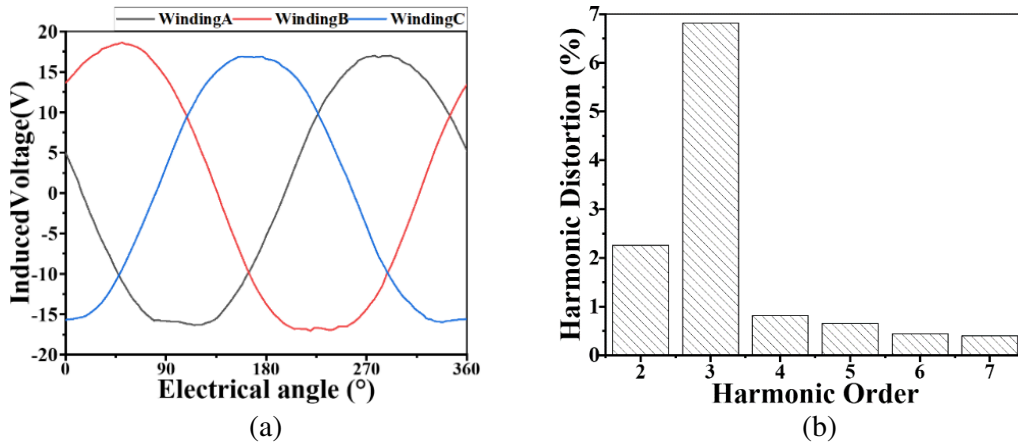 WindingA WindingB WindingC
InducedVoltage(V)
20
15
10
5
0
-5
-10
-15
-20
0 90 180 270 360
Electrical angle (°)
(a)
Harmonic Distortion (%)
7
6
5
4
3
2
1
0
2 3 4 5 6 7
Harmonic Order
(b)